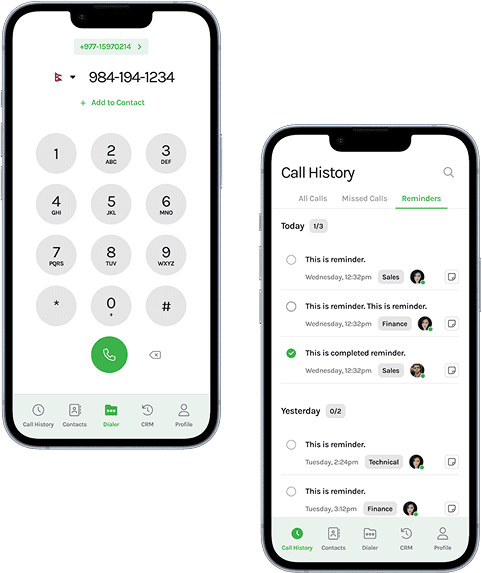 +977-15970214 >
984-194-1234
+ Add to Contact
1 2 3
ABC DEF
4 5 6
GHI JKL MNO
7 8 9
PQRS TUV WXYZ
* 0 #
+
Call History Contacts Dialer CRM Profile
Call History
All Calls Missed Calls Reminders
Today 1/3
This is reminder.
Wednesday, 12:32pm Sales
This is reminder. This is reminder.
Wednesday, 12:32pm Finance
This is completed reminder.
Wednesday, 12:32pm Sales
Yesterday 0/2
This is reminder.
Tuesday, 2:24pm Technical
This is reminder.
Tuesday, 3:12pm Finance
Call History Contacts Dialer CRM Profile